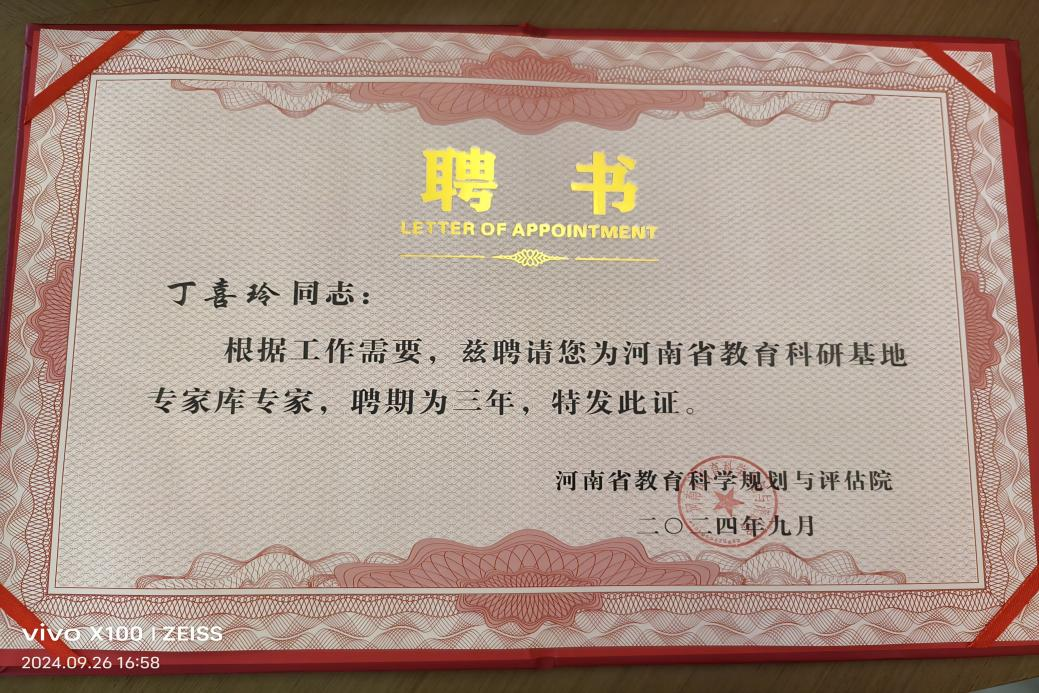 聘 书
LETTER OF APPOINTMENT
丁喜玲同志：
根据工作需要，兹聘请您为河南省教育科研基地
专家库专家，聘期为三年，特发此证。
河南省教育科学规划与评估院
二〇二四年九月
vivo X100 | ZEISS
2024.09.26 16:58